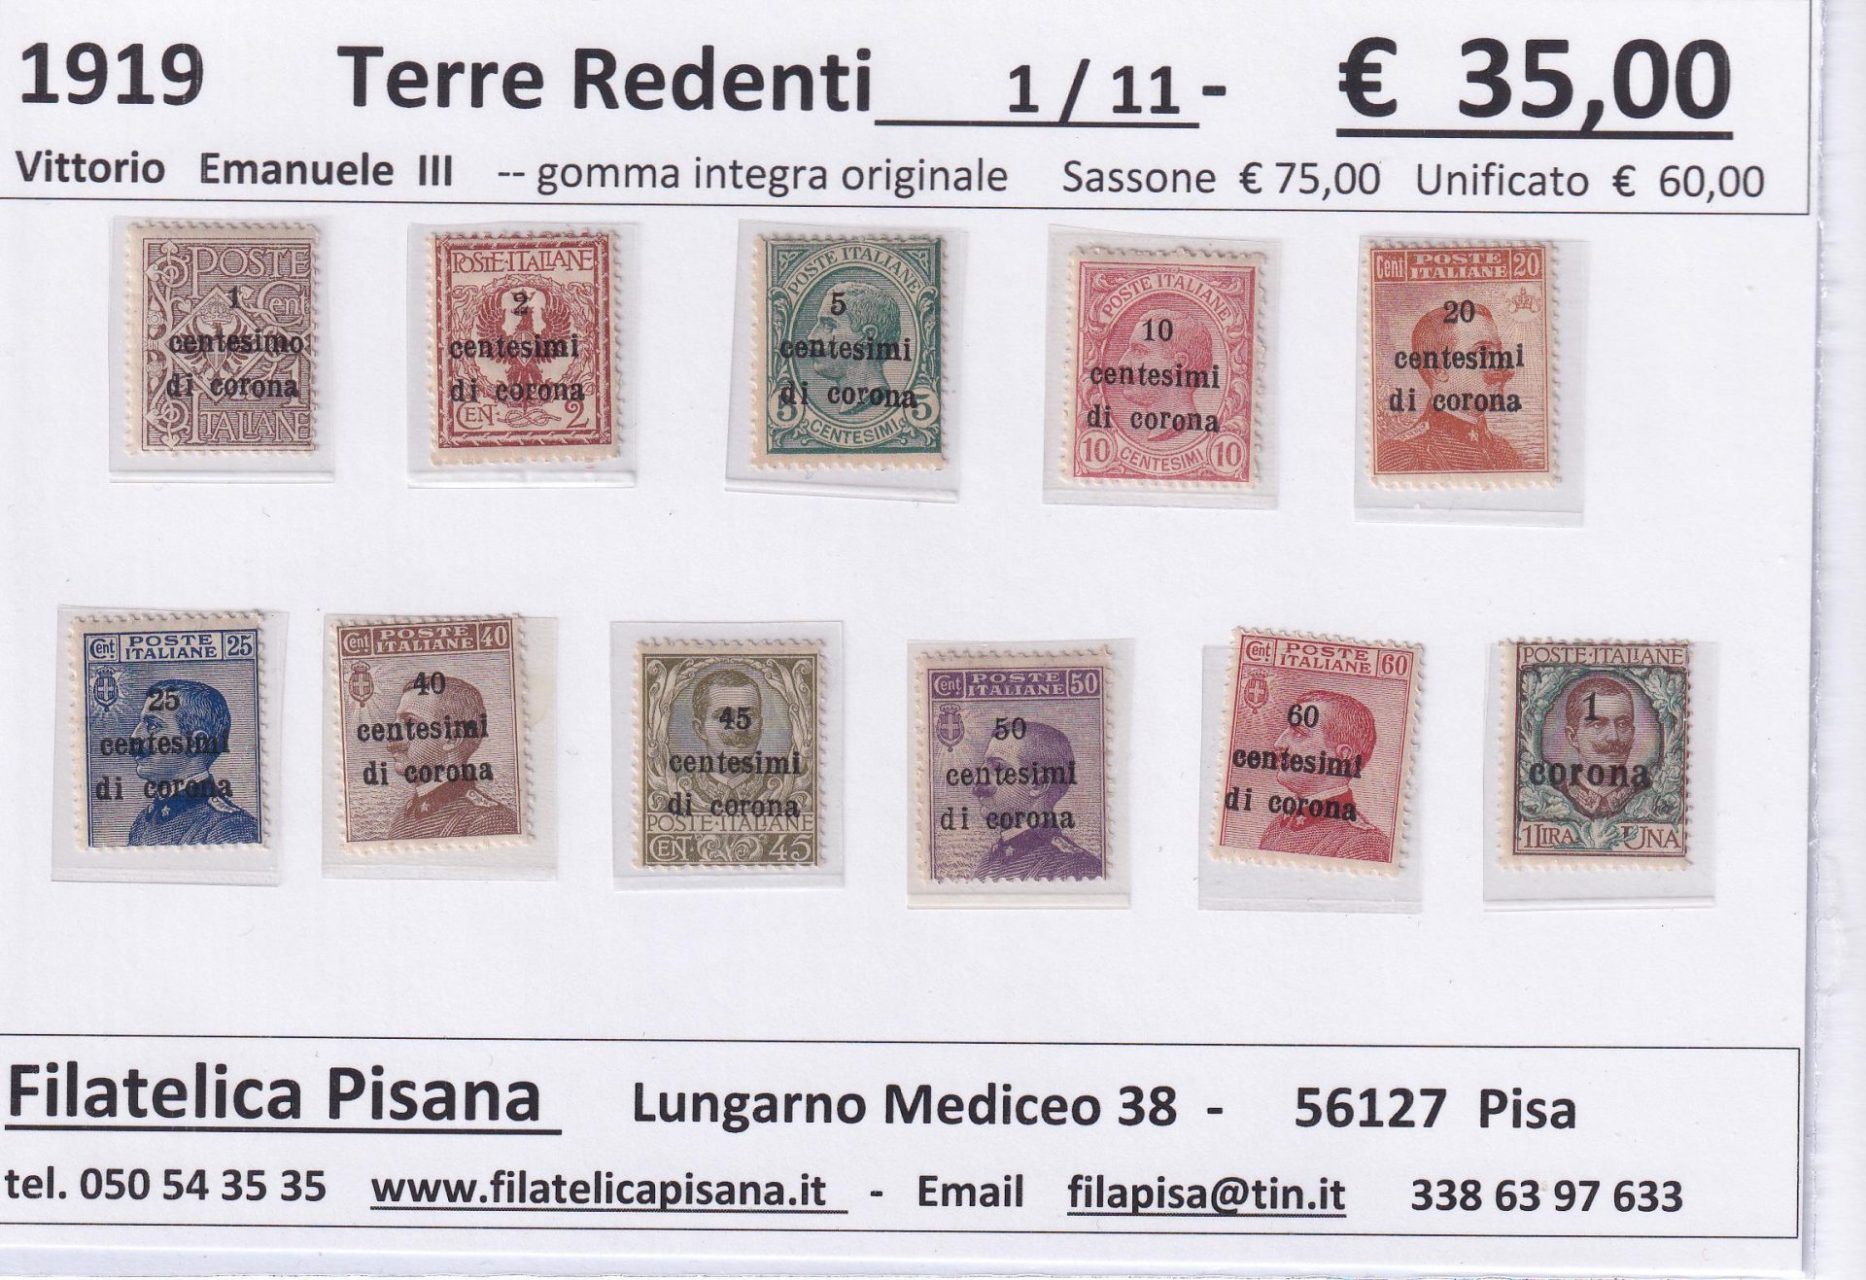 1919 Terre Redenti 1 / 11 - € 35,00
Vittorio Emanuele III -- gomma integra originale Sassone € 75,00 Unificato € 60,00
POSTE
Cent
1
centesimo
di corona
ITALIANE
POSTE·ITALIANE
2
centesimi
di corona
CEN· 2
POSTE ITALIANE
5
centesimi
di corona
5 CENTESIMI 5
POSTE ITALIANE
10
centesimi
di corona
10 CENTESIMI 10
Cent POSTE ITALIANE 20
20
centesimi
di corona
Cent. POSTE ITALIANE 25
25
centesimi
di corona
Cent. POSTE ITALIANE 40
40
centesimi
di corona
45
centesimi
di corona
POSTE·ITALIANE
CEN· 45
Cent POSTE ITALIANE 50
50
centesimi
di corona
Cent. POSTE ITALIANE 60
60
centesimi
di corona
POSTE·ITALIANE
1
corona
1 LIRA UNA
Filatelica Pisana Lungarno Mediceo 38 - 56127 Pisa
tel. 050 54 35 35 www.filatelicapisana.it - Email filapisa@tin.it 338 63 97 633